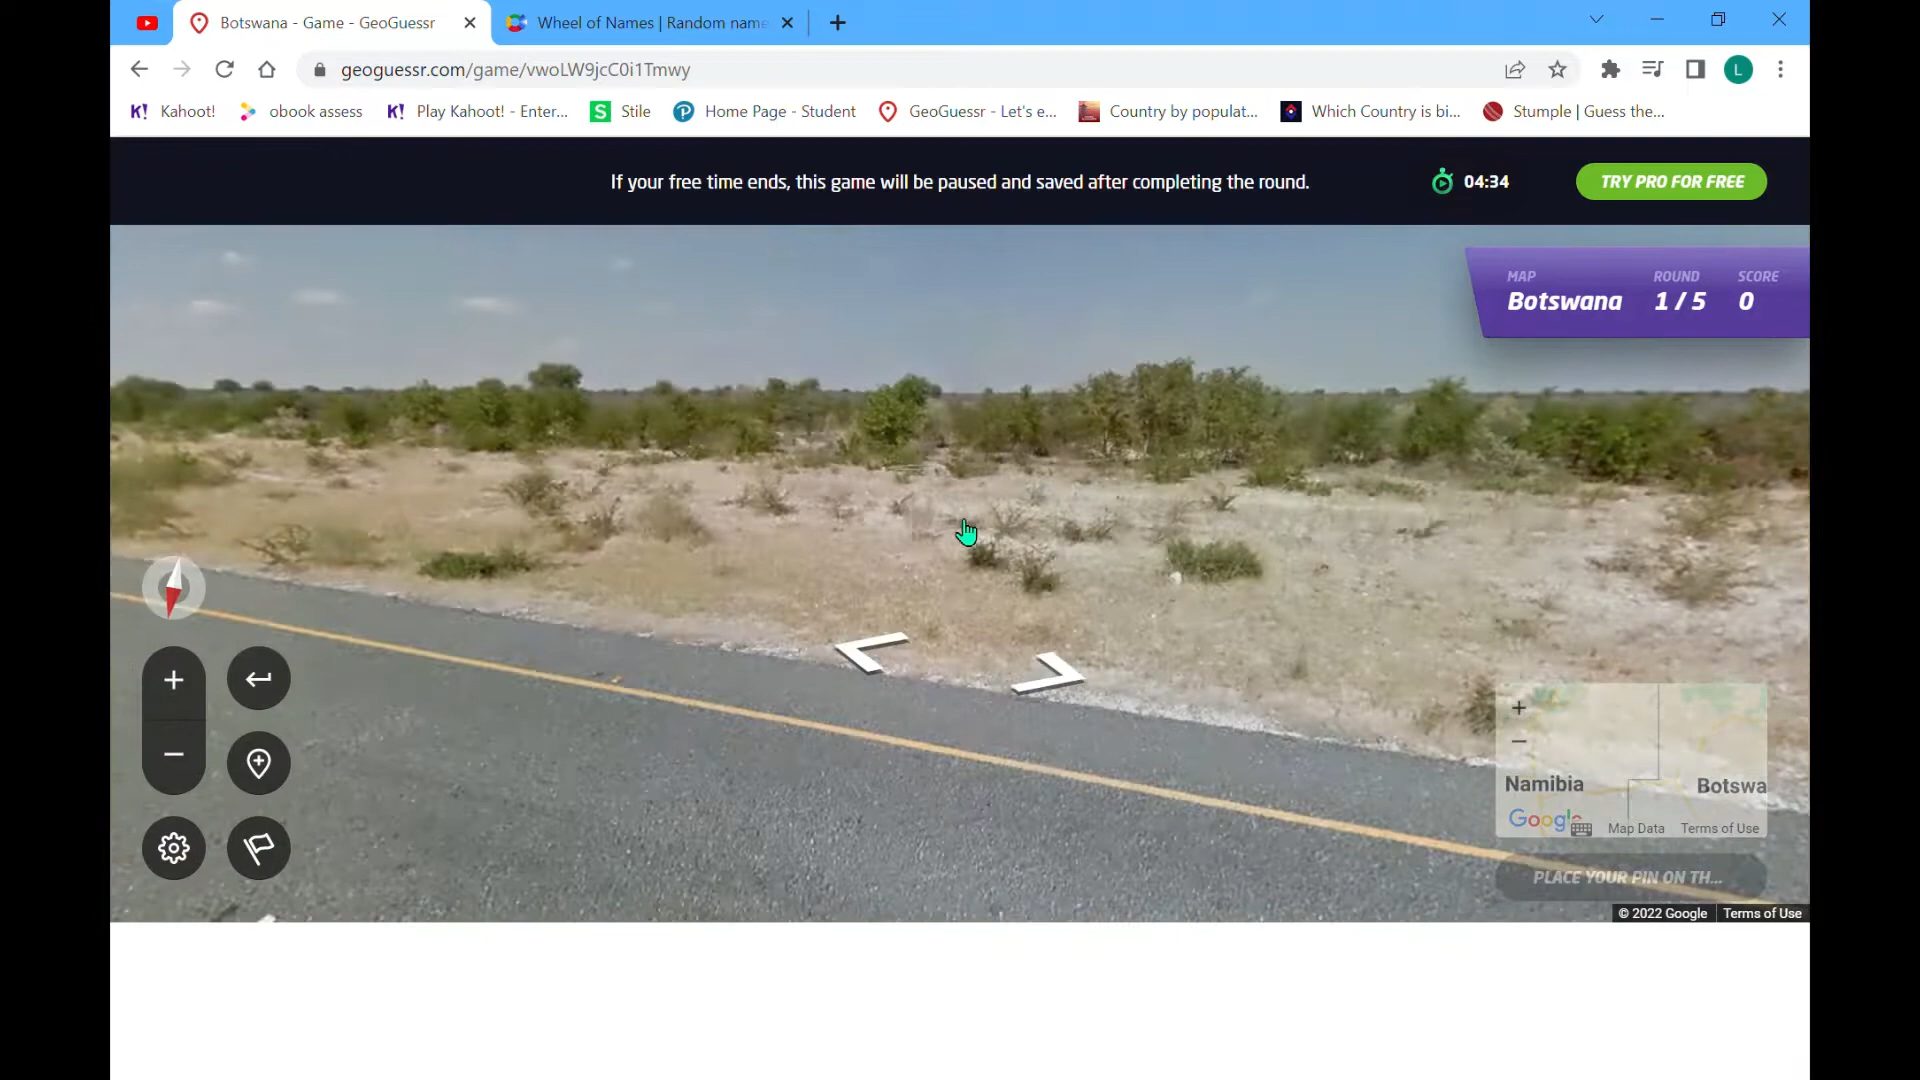 Botswana - Game - GeoGuessr
Wheel of Names | Random name
geoguessr.com/game/vwoLW9jcC0i1Tmwy
L
K! Kahoot!
obook assess
K! Play Kahoot! - Enter...
S Stile
Home Page - Student
GeoGuessr - Let's e...
Country by populat...
Which Country is bi...
Stumple | Guess the...
If your free time ends, this game will be paused and saved after completing the round.
04:34
TRY PRO FOR FREE
MAP ROUND SCORE
Botswana 1 / 5 0
Namibia
Botswa
Google
Map Data
Terms of Use
PLACE YOUR PIN ON TH...
© 2022 Google
Terms of Use